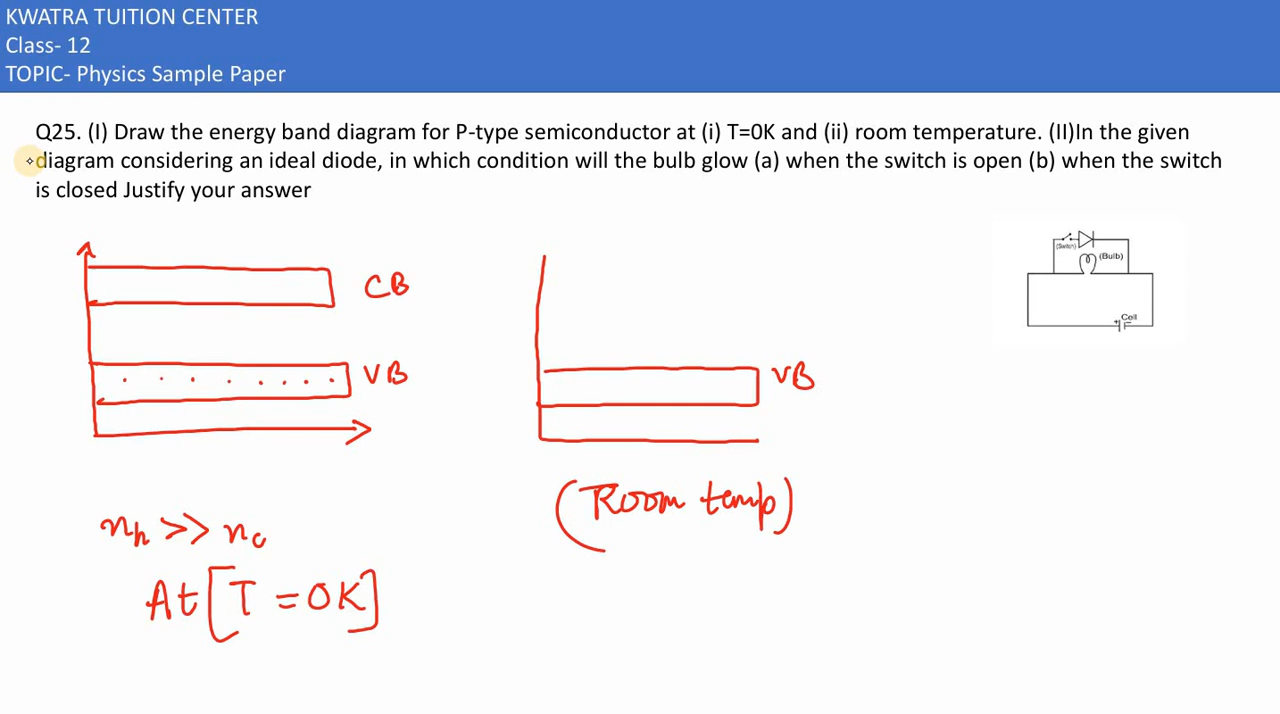 KWATRA TUITION CENTER
Class- 12
TOPIC- Physics Sample Paper
Q25. (I) Draw the energy band diagram for P-type semiconductor at (i) T=0K and (ii) room temperature. (II)In the given
diagram considering an ideal diode, in which condition will the bulb glow (a) when the switch is open (b) when the switch
is closed Justify your answer
(Switch)
(Bulb)
Cell
+
CB
VB
VB
(Room temp)
nh >> ne
At [T = 0K]